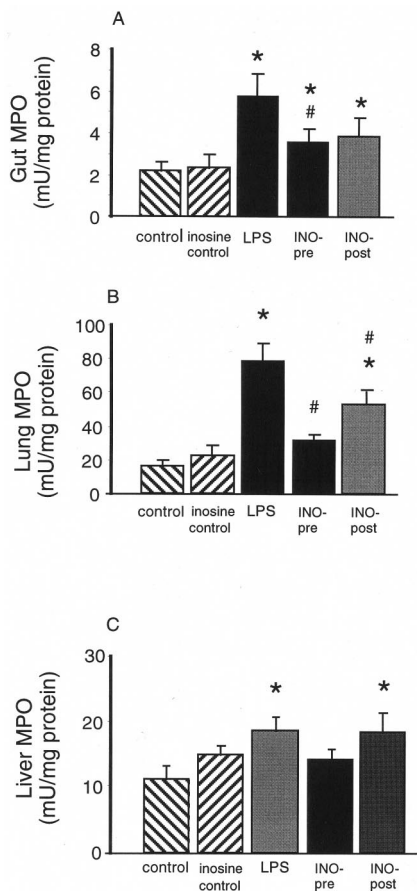 A
Gut MPO
(mU/mg protein)
8
6
4
2
0
*
*
#
*
control
inosine
control
LPS
INO-
pre
INO-
post
B
Lung MPO
(mU/mg protein)
100
80
60
40
20
0
*
#
#
*
control
inosine
control
LPS
INO-
pre
INO-
post
C
Liver MPO
(mU/mg protein)
30
20
10
0
*
*
control
inosine
control
LPS
INO-
pre
INO-
post